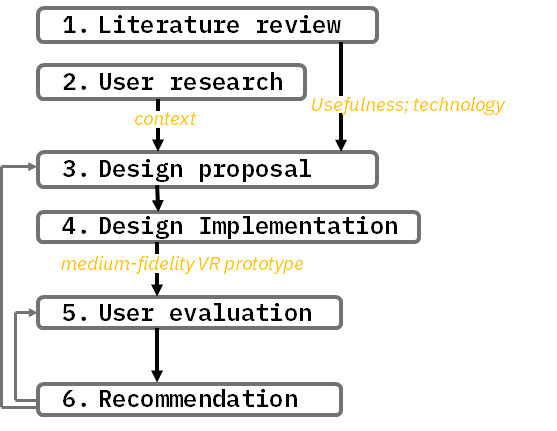 1. Literature review
2. User research
Usefulness; technology
context
3. Design proposal
4. Design Implementation
medium-fidelity VR prototype
5. User evaluation
6. Recommendation